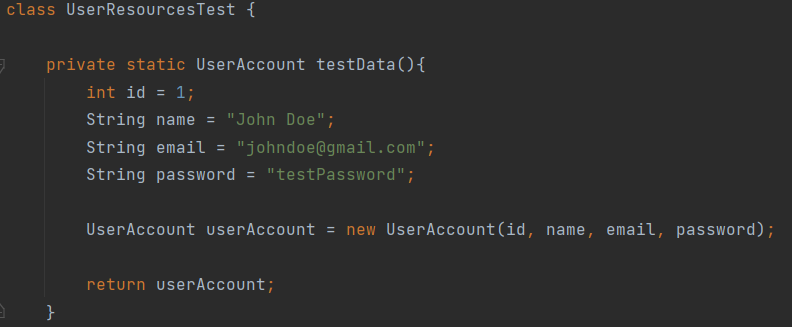 class UserResourcesTest {
private static UserAccount testData(){
int id = 1;
String name = "John Doe";
String email = "johndoe@gmail.com";
String password = "testPassword";
UserAccount userAccount = new UserAccount(id, name, email, password);
return userAccount;
}